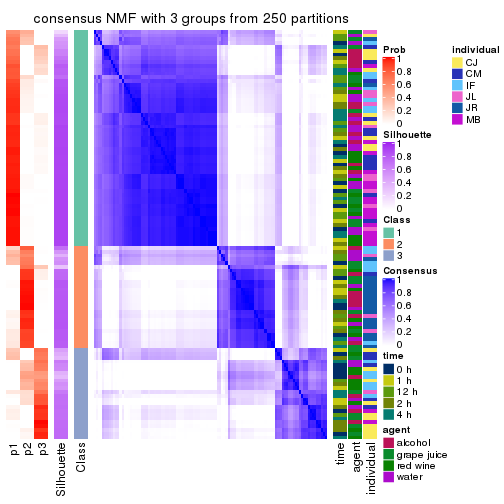 consensus NMF with 3 groups from 250 partitions
Prob
1
0.8
0.6
0.4
0.2
0
Silhouette
1
0.8
0.6
0.4
0.2
0
Class
1
2
3
Consensus
1
0.8
0.6
0.4
0.2
0
time
0 h
1 h
12 h
2 h
4 h
agent
alcohol
grape juice
red wine
water
individual
CJ
CM
IF
JL
JR
MB
p1
p2
p3
Silhouette
Class
time
agent
individual